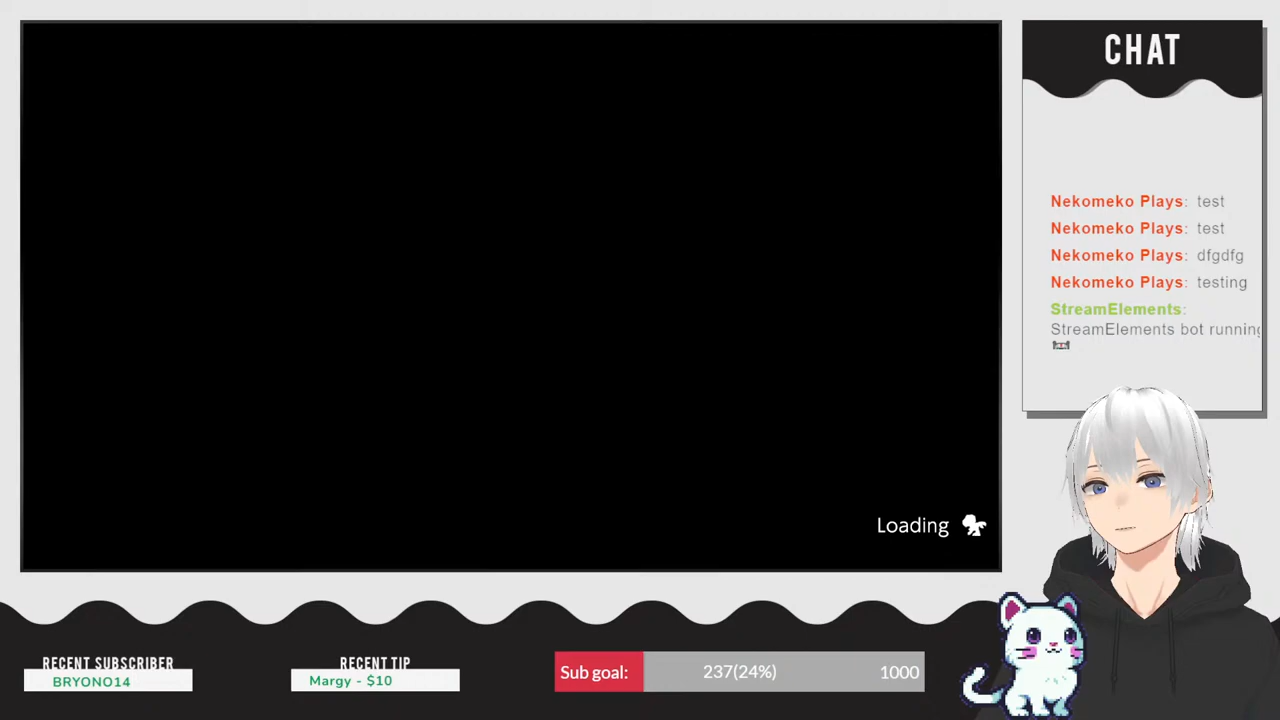 CHAT
Nekomeko Plays: test
Nekomeko Plays: test
Nekomeko Plays: dfgdfg
Nekomeko Plays: testing
StreamElements:
StreamElements bot running
Loading
RECENT SUBSCRIBER
BRYONO14
RECENT TIP
Margy - $10
Sub goal: 237(24%) 1000